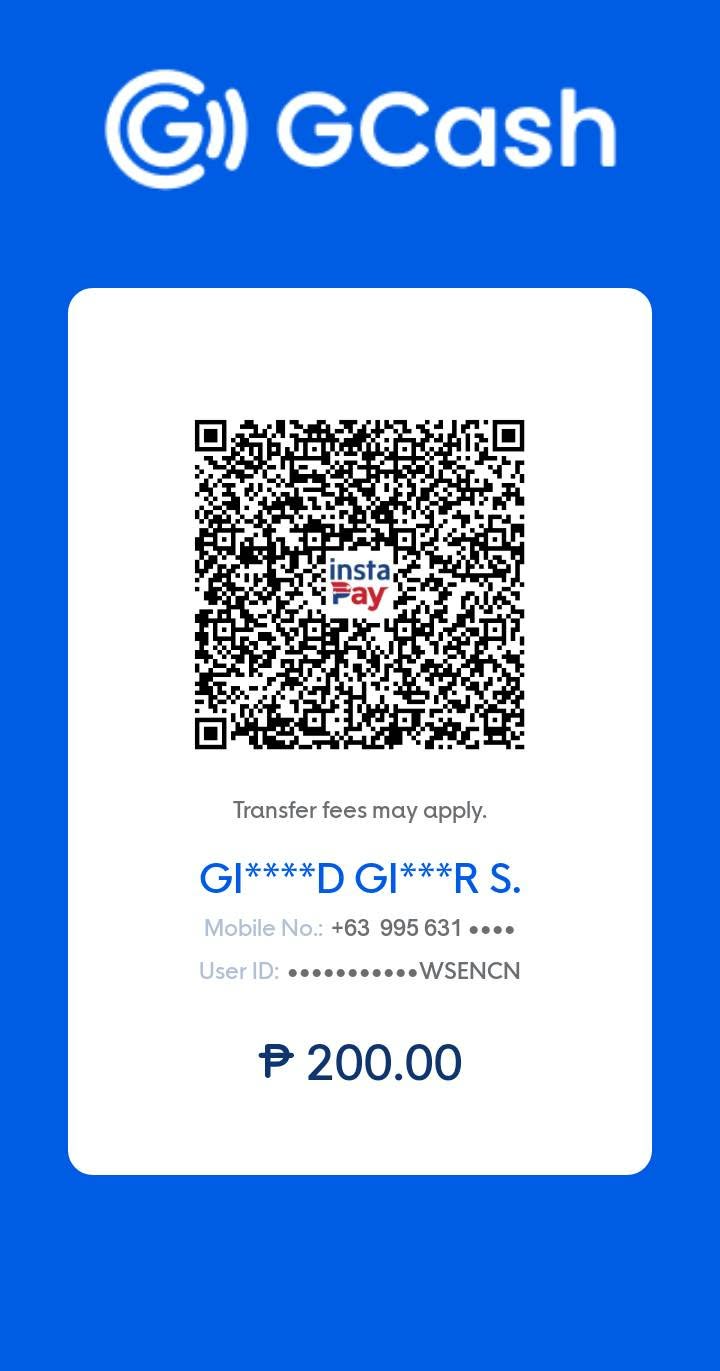 GCash
insta
Pay
Transfer fees may apply.
GI****D GI***R S.
Mobile No.: +63 995 631 ••••
User ID: •••••••••••WSENCN
₱ 200.00